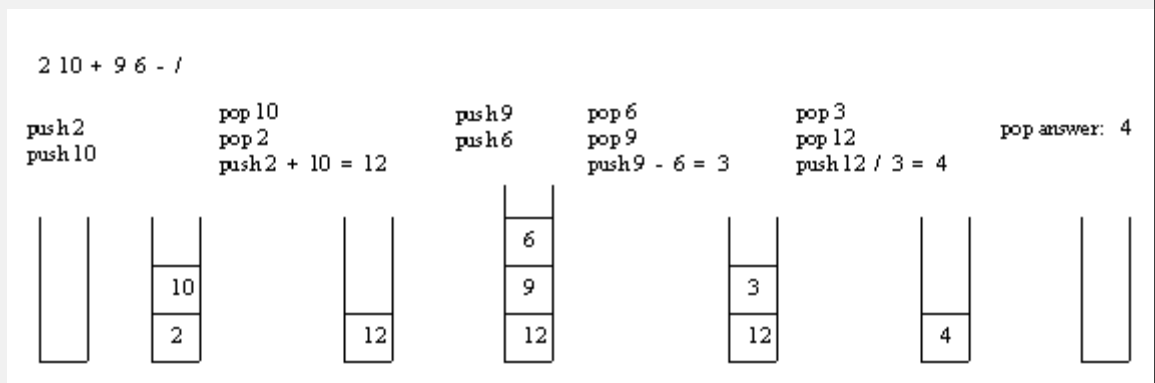 2 10 + 9 6 - /
push 2
push 10
pop 10
pop 2
push 2 + 10 = 12
push 9
push 6
pop 6
pop 9
push 9 - 6 = 3
pop 3
pop 12
push 12 / 3 = 4
pop answer: 4
10
2
12
6
9
12
3
12
4